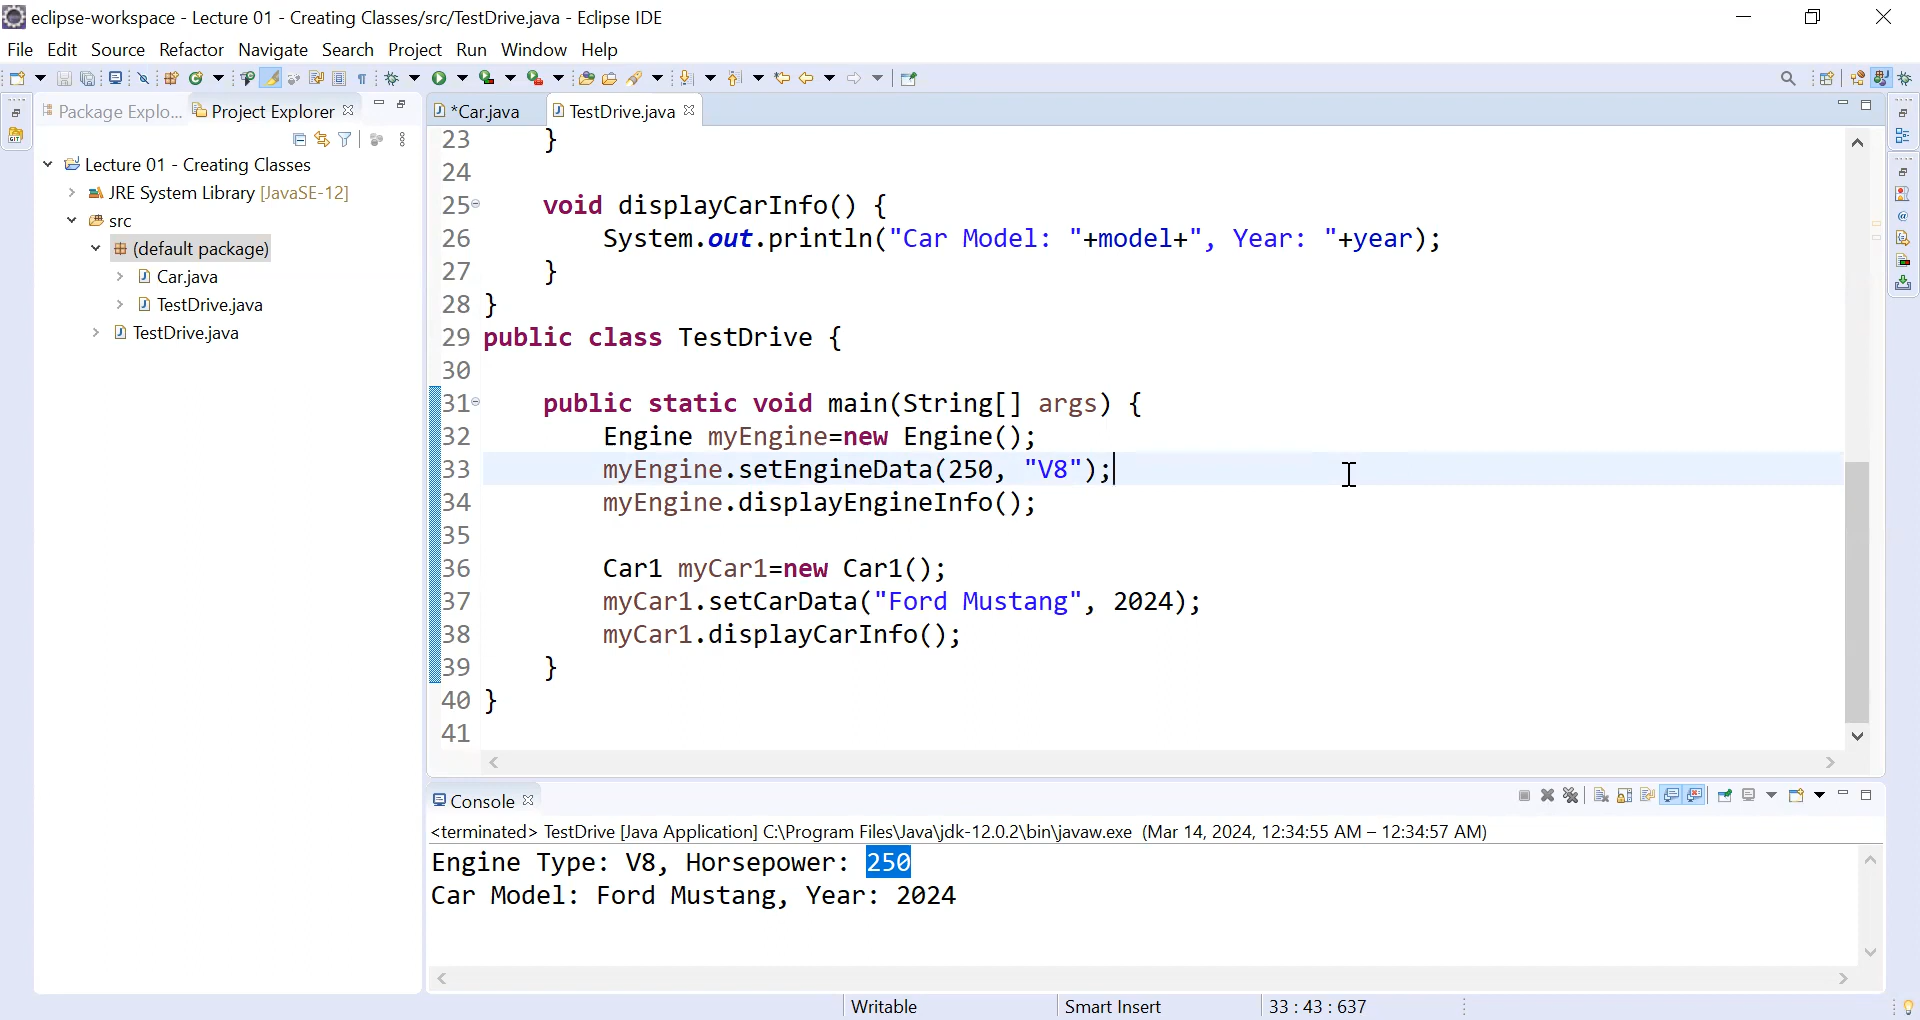 eclipse-workspace - Lecture 01 - Creating Classes/src/TestDrive.java - Eclipse IDE
File Edit Source Refactor Navigate Search Project Run Window Help
Package Explo... Project Explorer
Lecture 01 - Creating Classes
JRE System Library [JavaSE-12]
src
(default package)
Car.java
TestDrive.java
TestDrive.java
*Car.java TestDrive.java
23 }
24
25 void displayCarInfo() {
26 System.out.println("Car Model: "+model+", Year: "+year);
27 }
28 }
29 public class TestDrive {
30
31 public static void main(String[] args) {
32 Engine myEngine=new Engine();
33 myEngine.setEngineData(250, "V8");
34 myEngine.displayEngineInfo();
35
36 Car1 myCar1=new Car1();
37 myCar1.setCarData("Ford Mustang", 2024);
38 myCar1.displayCarInfo();
39 }
40 }
41
Console
<terminated> TestDrive [Java Application] C:\Program Files\Java\jdk-12.0.2\bin\javaw.exe (Mar 14, 2024, 12:34:55 AM – 12:34:57 AM)
Engine Type: V8, Horsepower: 250
Car Model: Ford Mustang, Year: 2024
Writable Smart Insert 33 : 43 : 637